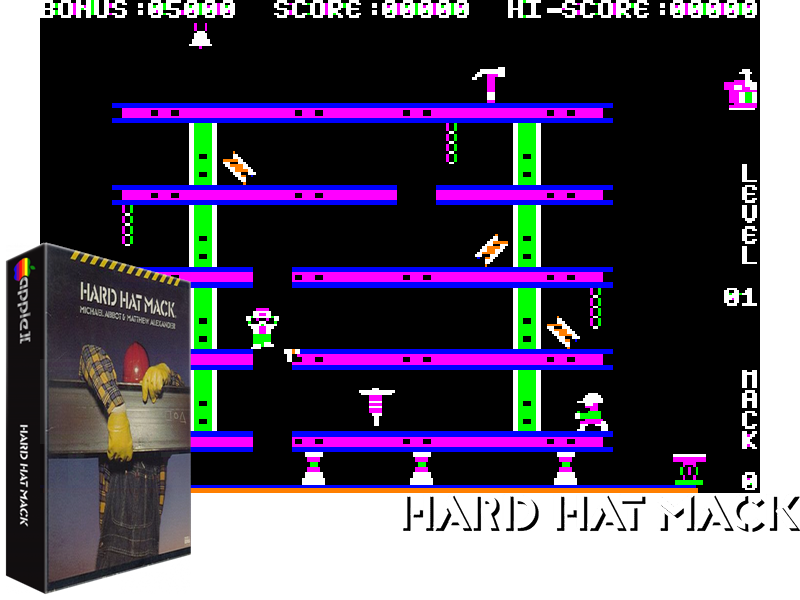 BONUS:05000 SCORE:00000 HI-SCORE:00000
LEVEL
01
MACK
0
apple ][
HARD HAT MACK
HARD HAT MACK
MICHAEL ABBOT & MATTHEW ALEXANDER
HARD HAT MACK